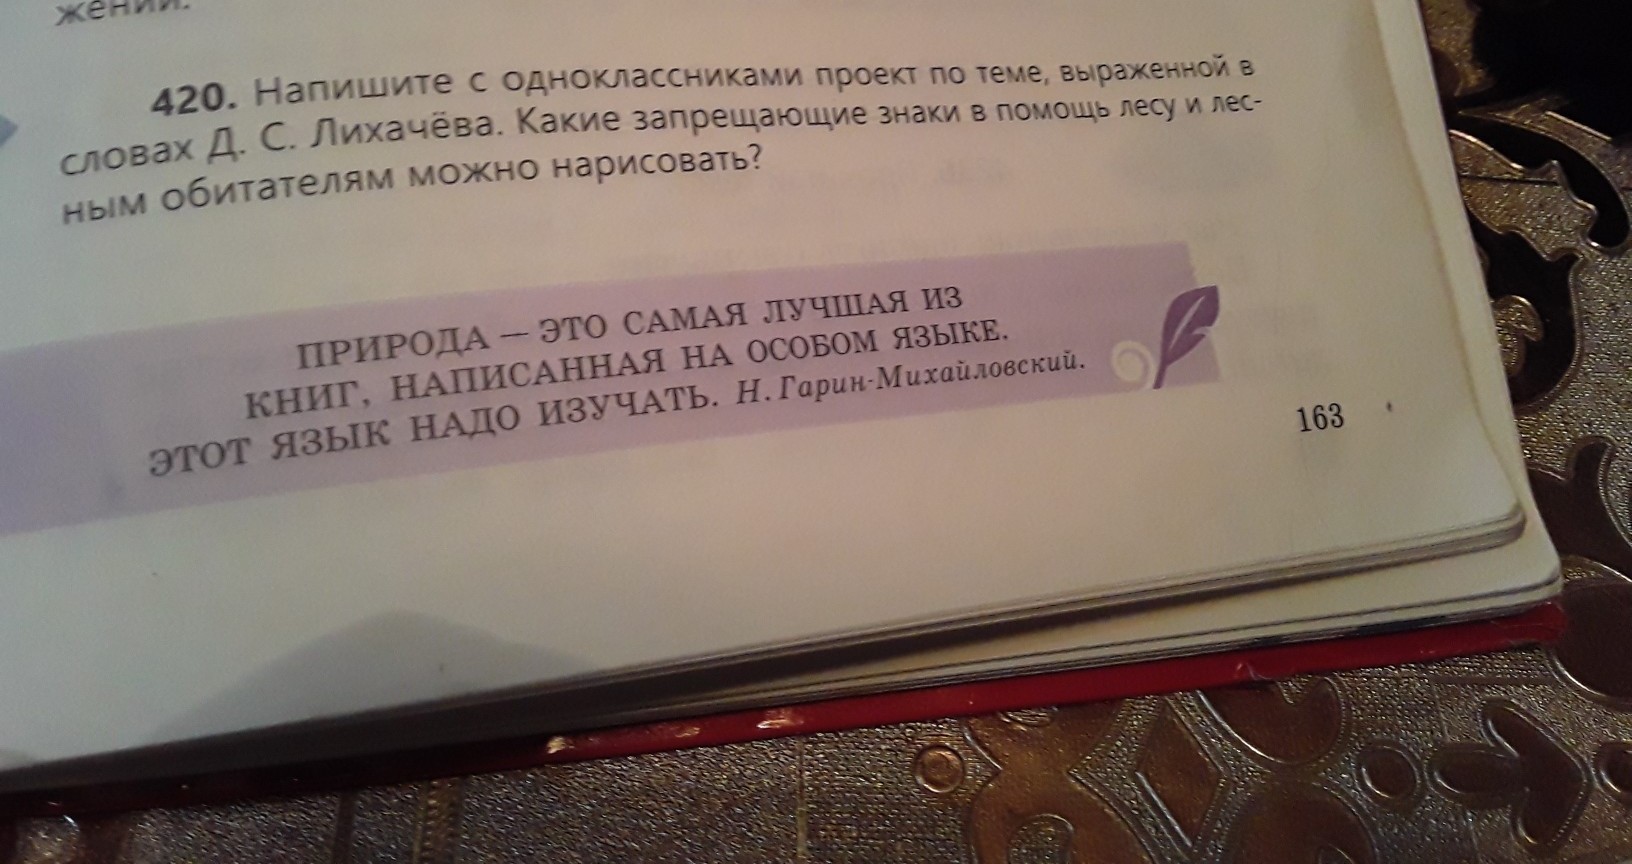 жений.
420. Напишите с одноклассниками проект по теме, выраженной в
словах Д. С. Лихачёва. Какие запрещающие знаки в помощь лесу и лес-
ным обитателям можно нарисовать?
ПРИРОДА — ЭТО САМАЯ ЛУЧШАЯ ИЗ
КНИГ, НАПИСАННАЯ НА ОСОБОМ ЯЗЫКЕ.
ЭТОТ ЯЗЫК НАДО ИЗУЧАТЬ. Н. Гарин-Михайловский.
163